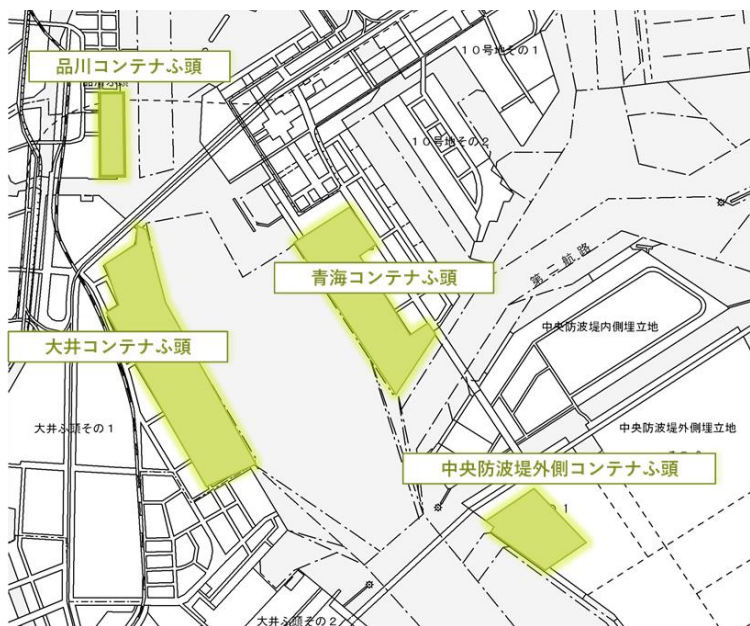 10号地その1
品川コンテナふ頭
10号地その2
第一航路
青海コンテナふ頭
中央防波堤内側埋立地
大井コンテナふ頭
大井ふ頭その1
中央防波堤外側埋立地
中央防波堤外側コンテナふ頭
大井ふ頭その2